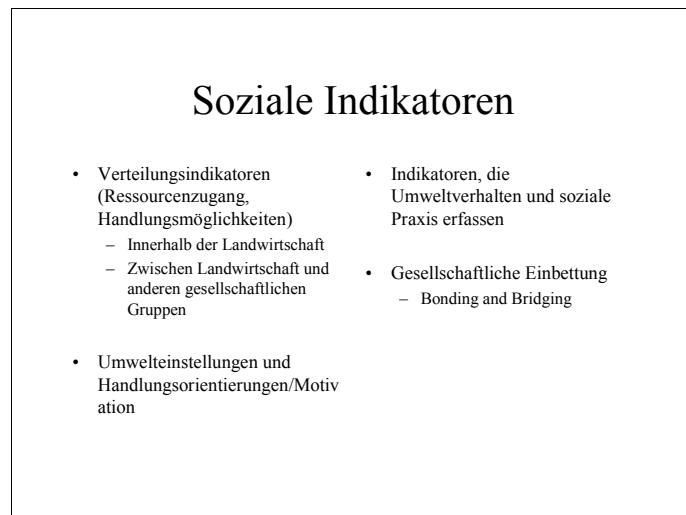 Soziale Indikatoren
• Verteilungsindikatoren
(Ressourcenzugang,
Handlungsmöglichkeiten)
– Innerhalb der Landwirtschaft
– Zwischen Landwirtschaft und
anderen gesellschaftlichen
Gruppen
• Umwelteinstellungen und
Handlungsorientierungen/Motiv
ation
• Indikatoren, die
Umweltverhalten und soziale
Praxis erfassen
• Gesellschaftliche Einbettung
– Bonding and Bridging